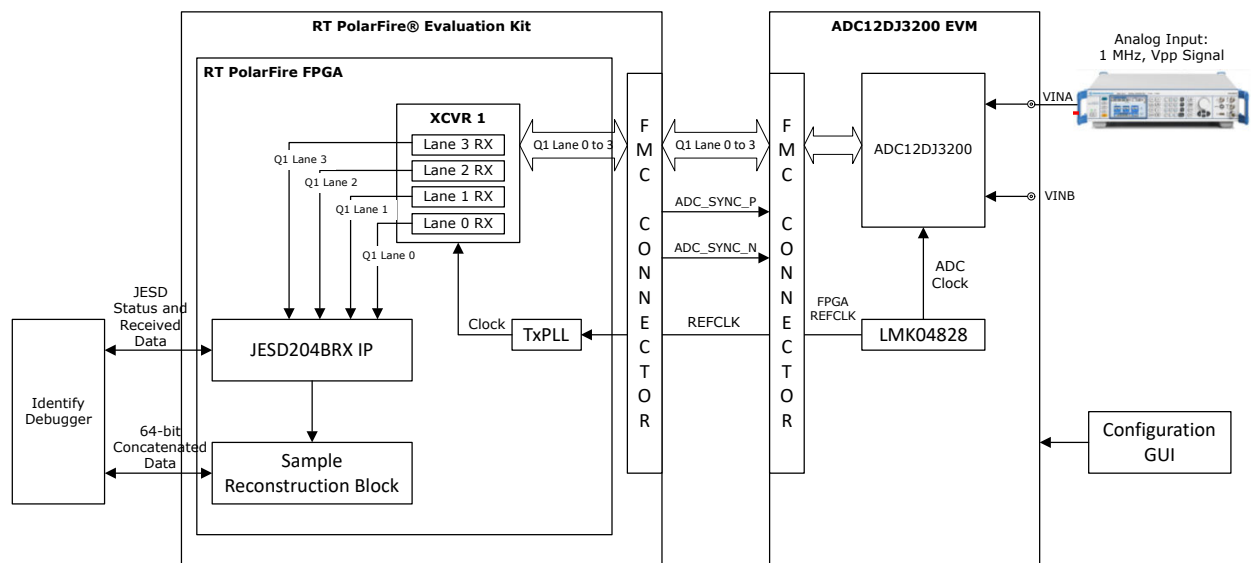 RT PolarFire® Evaluation Kit
RT PolarFire FPGA
XCVR 1
Lane 3 RX
Lane 2 RX
Lane 1 RX
Lane 0 RX
Q1 Lane 3
Q1 Lane 2
Q1 Lane 1
Q1 Lane 0
Q1 Lane 0 to 3
JESD
Status and
Received
Data
JESD204BRX IP
Clock
TxPLL
Identify
Debugger
64-bit
Concatenated
Data
Sample
Reconstruction Block
F
M
C
C
O
N
N
E
C
T
O
R
Q1 Lane 0 to 3
ADC_SYNC_P
ADC_SYNC_N
REFCLK
ADC12DJ3200 EVM
F
M
C
C
O
N
N
E
C
T
O
R
ADC12DJ3200
ADC
Clock
FPGA
REFCLK
LMK04828
Analog Input:
1 MHz, Vpp Signal
VINA
VINB
Configuration
GUI